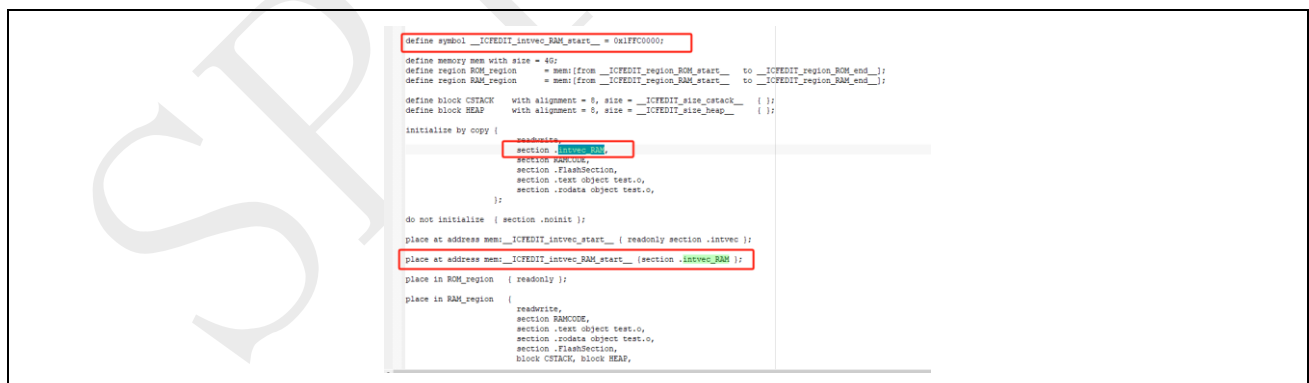 define symbol __ICFEDIT_intvec_RAM_start__ = 0x1FFC0000;
define memory mem with size = 4G;
define region ROM_region = mem:[from __ICFEDIT_region_ROM_start__ to __ICFEDIT_region_ROM_end__];
define region RAM_region = mem:[from __ICFEDIT_region_RAM_start__ to __ICFEDIT_region_RAM_end__];
define block CSTACK with alignment = 8, size = __ICFEDIT_size_cstack__ { };
define block HEAP with alignment = 8, size = __ICFEDIT_size_heap__ { };
initialize by copy {
readwrite,
section .intvec_RAM,
section RAMCODE,
section .FlashSection,
section .text object test.o,
section .rodata object test.o,
};
do not initialize { section .noinit };
place at address mem:__ICFEDIT_intvec_start__ { readonly section .intvec };
place at address mem:__ICFEDIT_intvec_RAM_start__ {section .intvec_RAM };
place in ROM_region { readonly };
place in RAM_region {
readwrite,
section RAMCODE,
section .text object test.o,
section .rodata object test.o,
section .FlashSection,
block CSTACK, block HEAP,